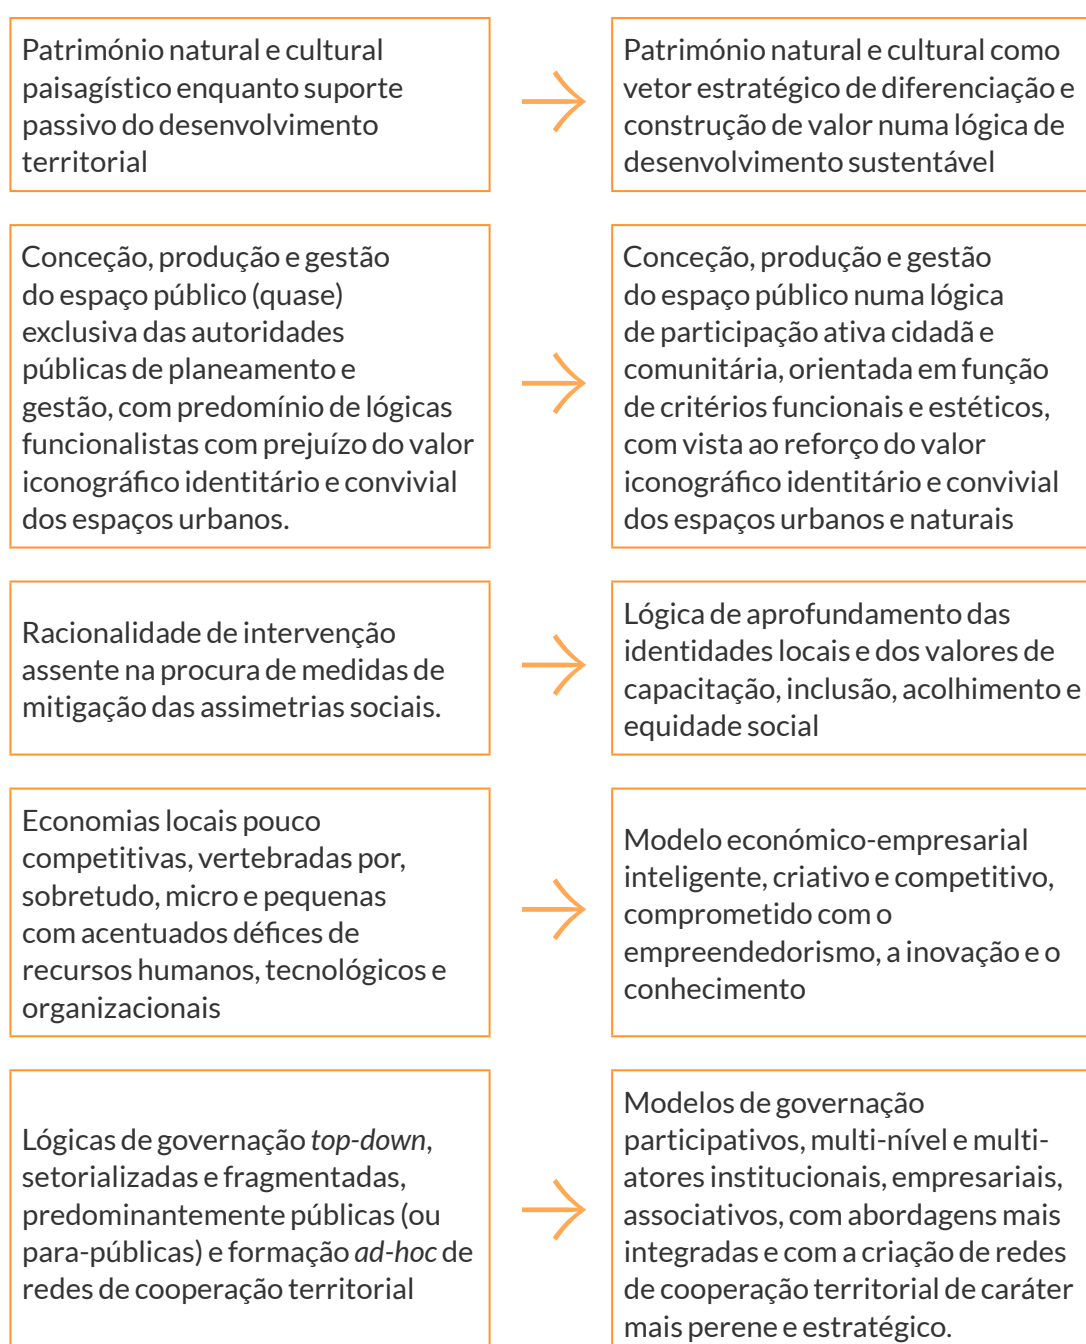 Património natural e cultural
paisagístico enquanto suporte
passivo do desenvolvimento
territorial
Património natural e cultural como
vetor estratégico de diferenciação e
construção de valor numa lógica de
desenvolvimento sustentável
Conceção, produção e gestão
do espaço público (quase)
exclusiva das autoridades
públicas de planeamento e
gestão, com predomínio de lógicas
funcionalistas com prejuízo do valor
iconográfico identitário e convivial
dos espaços urbanos.
Conceção, produção e gestão
do espaço público numa lógica
de participação ativa cidadã e
comunitária, orientada em função
de critérios funcionais e estéticos,
com vista ao reforço do valor
iconográfico identitário e convivial
dos espaços urbanos e naturais
Racionalidade de intervenção
assente na procura de medidas de
mitigação das assimetrias sociais.
Lógica de aprofundamento das
identidades locais e dos valores de
capacitação, inclusão, acolhimento e
equidade social
Economias locais pouco
competitivas, vertebradas por,
sobretudo, micro e pequenas
com acentuados défices de
recursos humanos, tecnológicos e
organizacionais
Modelo económico-empresarial
inteligente, criativo e competitivo,
comprometido com o
empreendedorismo, a inovação e o
conhecimento
Lógicas de governação top-down,
setorializadas e fragmentadas,
predominantemente públicas (ou
para-públicas) e formação ad-hoc de
redes de cooperação territorial
Modelos de governação
participativos, multi-nível e multi-
atores institucionais, empresariais,
associativos, com abordagens mais
integradas e com a criação de redes
de cooperação territorial de caráter
mais perene e estratégico.